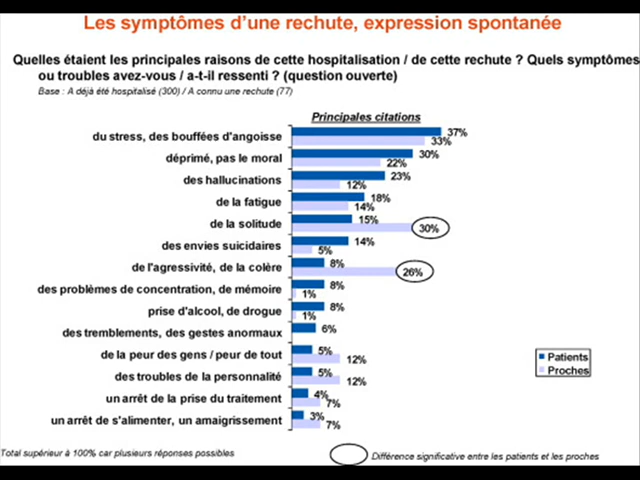 Les symptômes d'une rechute, expression spontanée
Quelles étaient les principales raisons de cette hospitalisation / de cette rechute ? Quels symptômes
ou troubles avez-vous / a-t-il ressenti ? (question ouverte)
Base : A déjà été hospitalisé (300) / A connu une rechute (77)
Principales citations
du stress, des bouffées d'angoisse 37%
33%
déprimé, pas le moral 30%
22%
des hallucinations 23%
12%
de la fatigue 18%
14%
de la solitude 15%
30%
des envies suicidaires 14%
5%
de l'agressivité, de la colère 8%
26%
des problèmes de concentration, de mémoire 8%
1%
prise d'alcool, de drogue 8%
1%
des tremblements, des gestes anormaux 6%
de la peur des gens / peur de tout 5%
12%
des troubles de la personnalité 5%
12%
un arrêt de la prise du traitement 4%
7%
un arrêt de s'alimenter, un amaigrissement 3%
7%
Patients
Proches
Total supérieur à 100% car plusieurs réponses possibles
Différence significative entre les patients et les proches